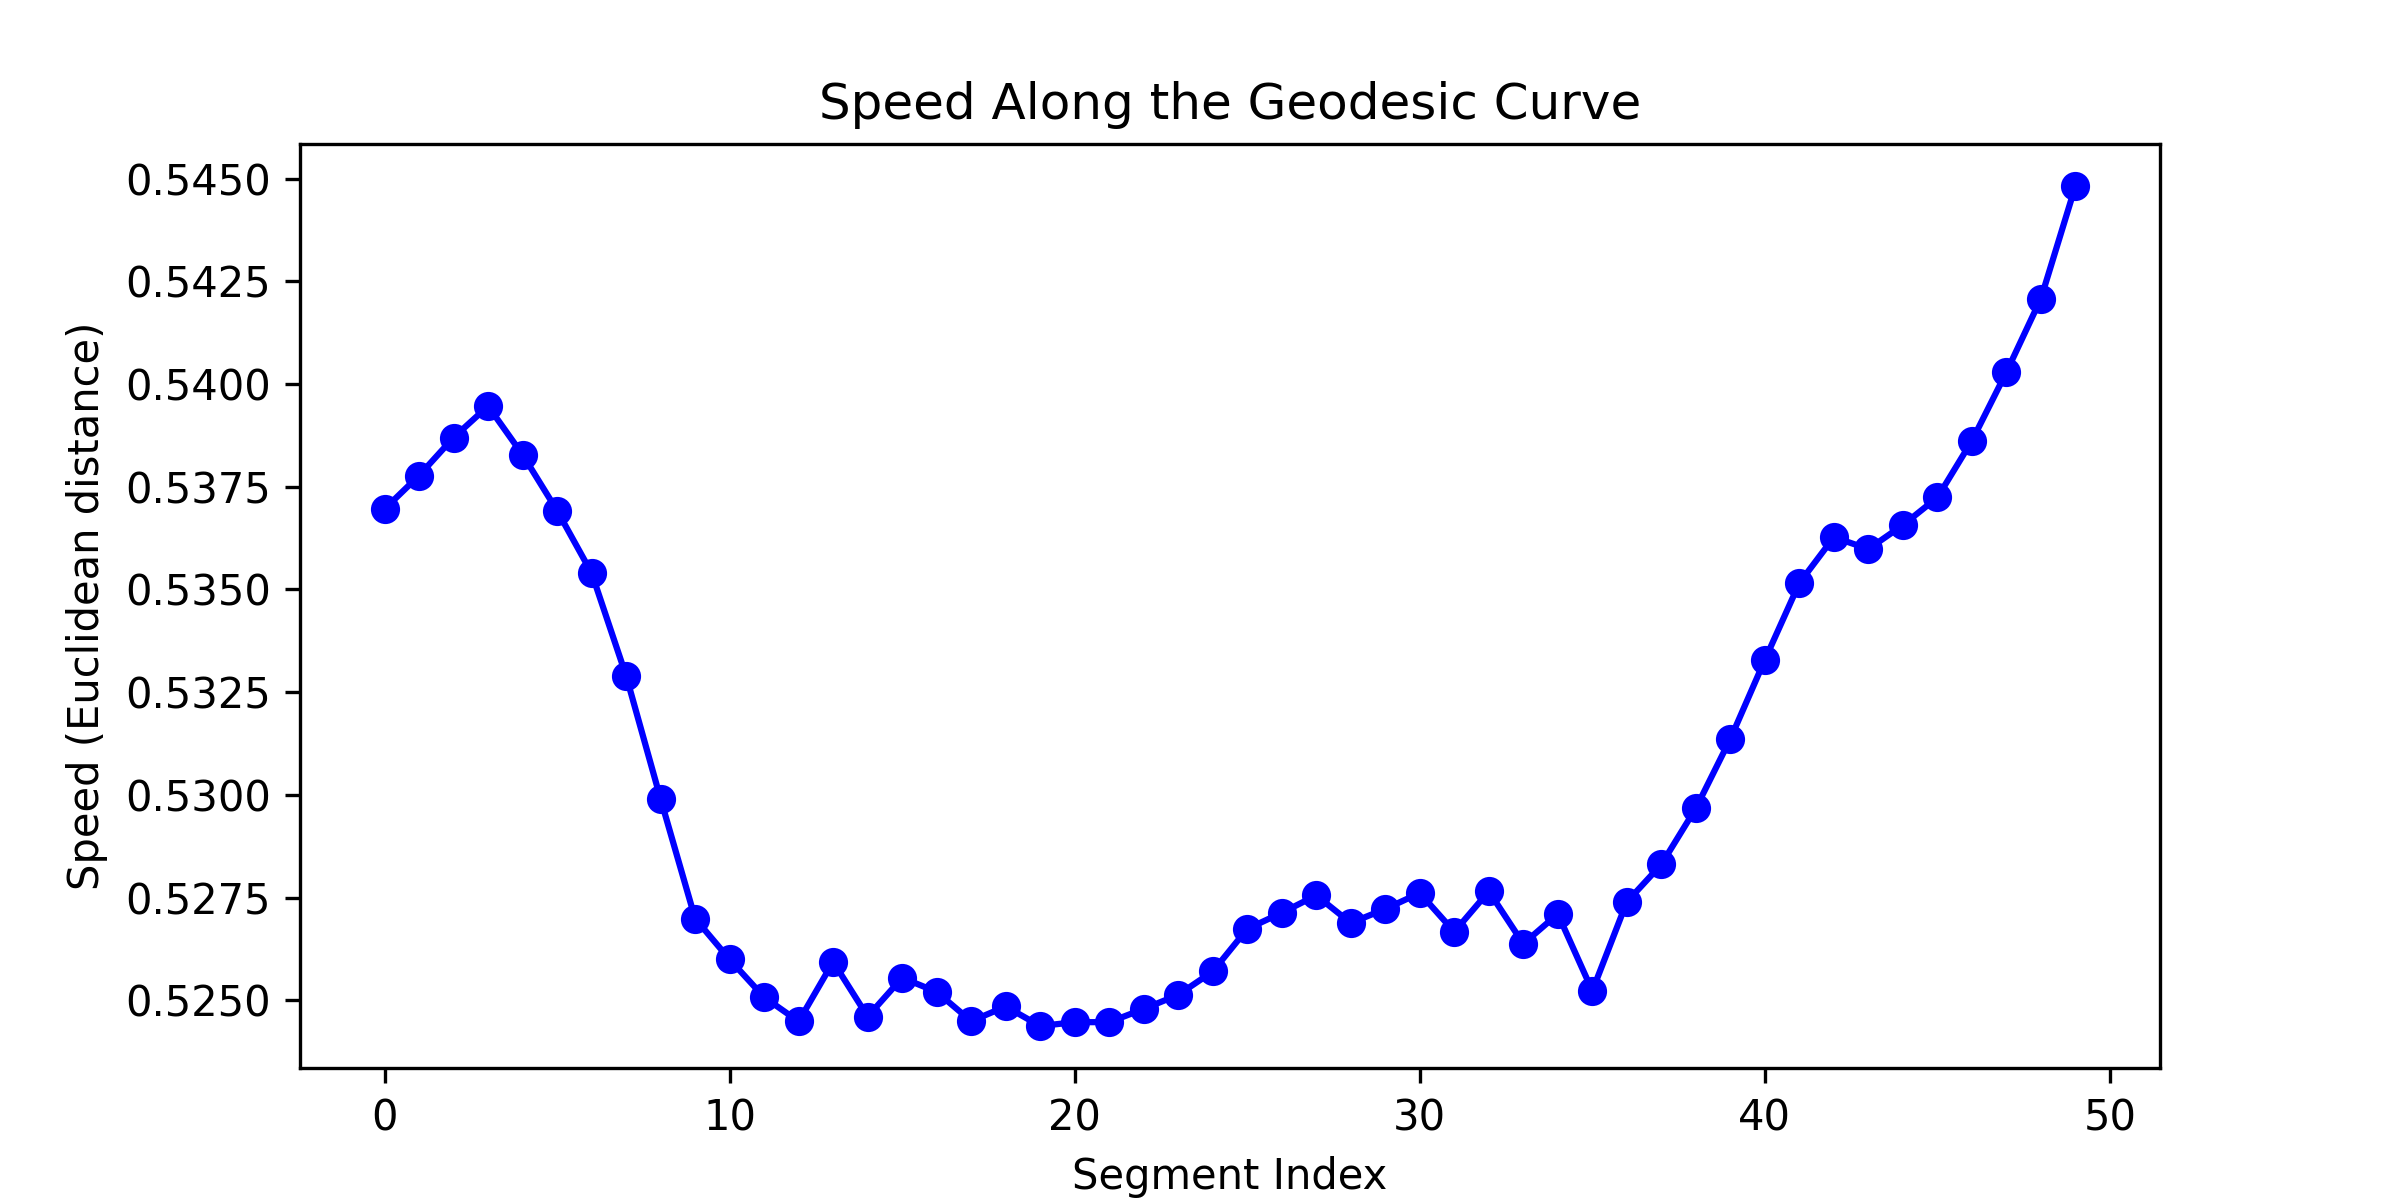 Speed Along the Geodesic Curve
Speed (Euclidean distance)
0.5450
0.5425
0.5400
0.5375
0.5350
0.5325
0.5300
0.5275
0.5250
0 10 20 30 40 50
Segment Index